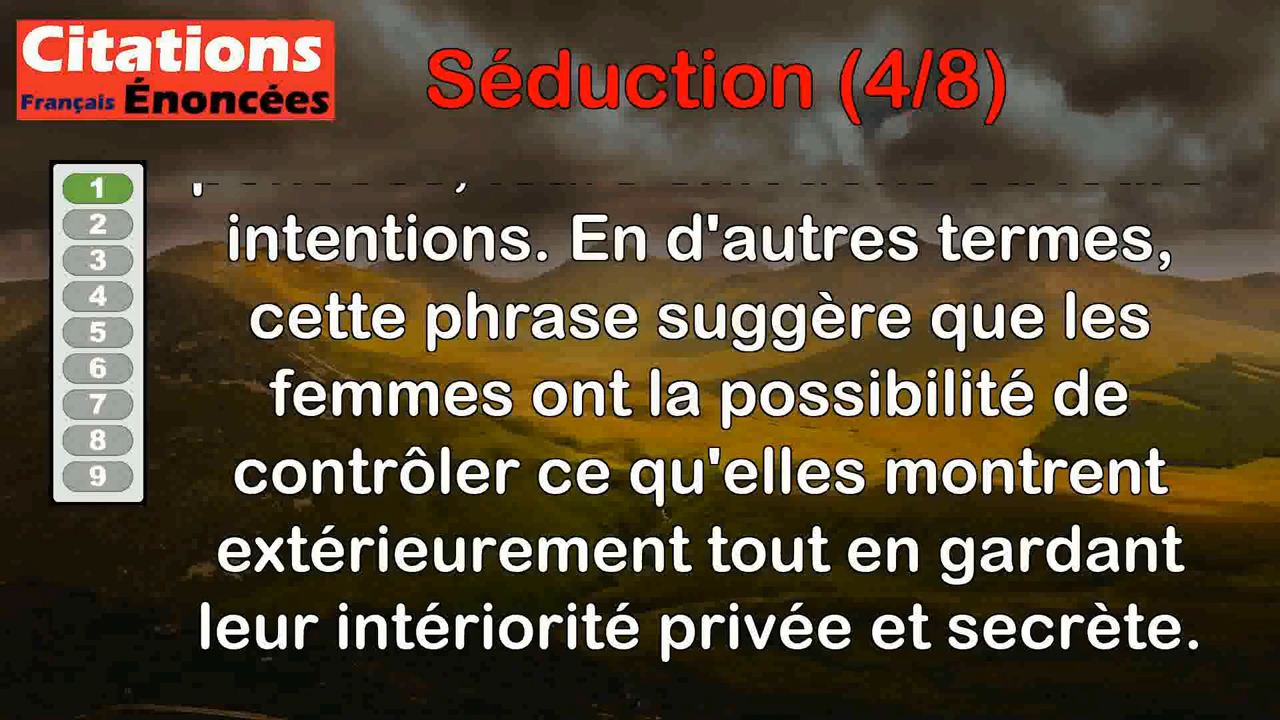 Citations
Français Énoncées
Séduction (4/8)
1
2
3
4
5
6
7
8
9
intentions. En d'autres termes,
cette phrase suggère que les
femmes ont la possibilité de
contrôler ce qu'elles montrent
extérieurement tout en gardant
leur intériorité privée et secrète.